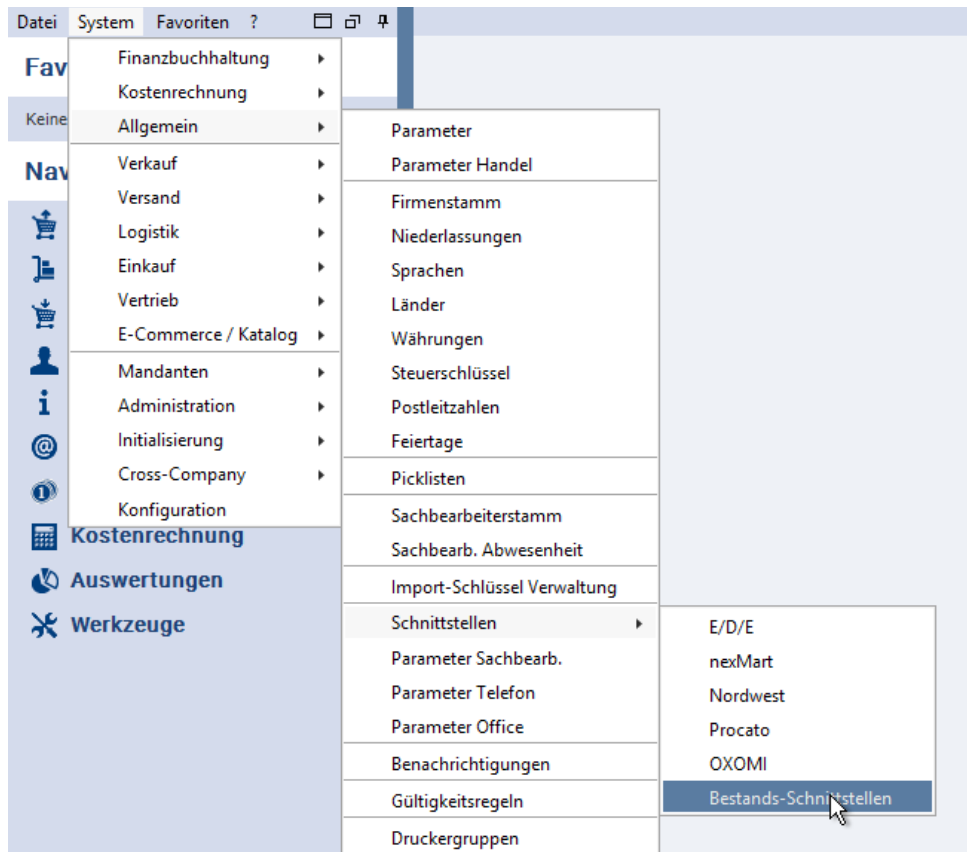 Datei System Favoriten ?
Fav
Keine
Nav
Finanzbuchhaltung
Kostenrechnung
Allgemein
Verkauf
Versand
Logistik
Einkauf
Vertrieb
E-Commerce / Katalog
Mandanten
Administration
Initialisierung
Cross-Company
Konfiguration
Kostenrechnung
Auswertungen
Werkzeuge
Parameter
Parameter Handel
Firmenstamm
Niederlassungen
Sprachen
Länder
Währungen
Steuerschlüssel
Postleitzahlen
Feiertage
Picklisten
Sachbearbeiterstamm
Sachbearb. Abwesenheit
Import-Schlüssel Verwaltung
Schnittstellen
Parameter Sachbearb.
Parameter Telefon
Parameter Office
Benachrichtigungen
Gültigkeitsregeln
Druckergruppen
E/D/E
nexMart
Nordwest
Procato
OXOMI
Bestands-Schnittstellen